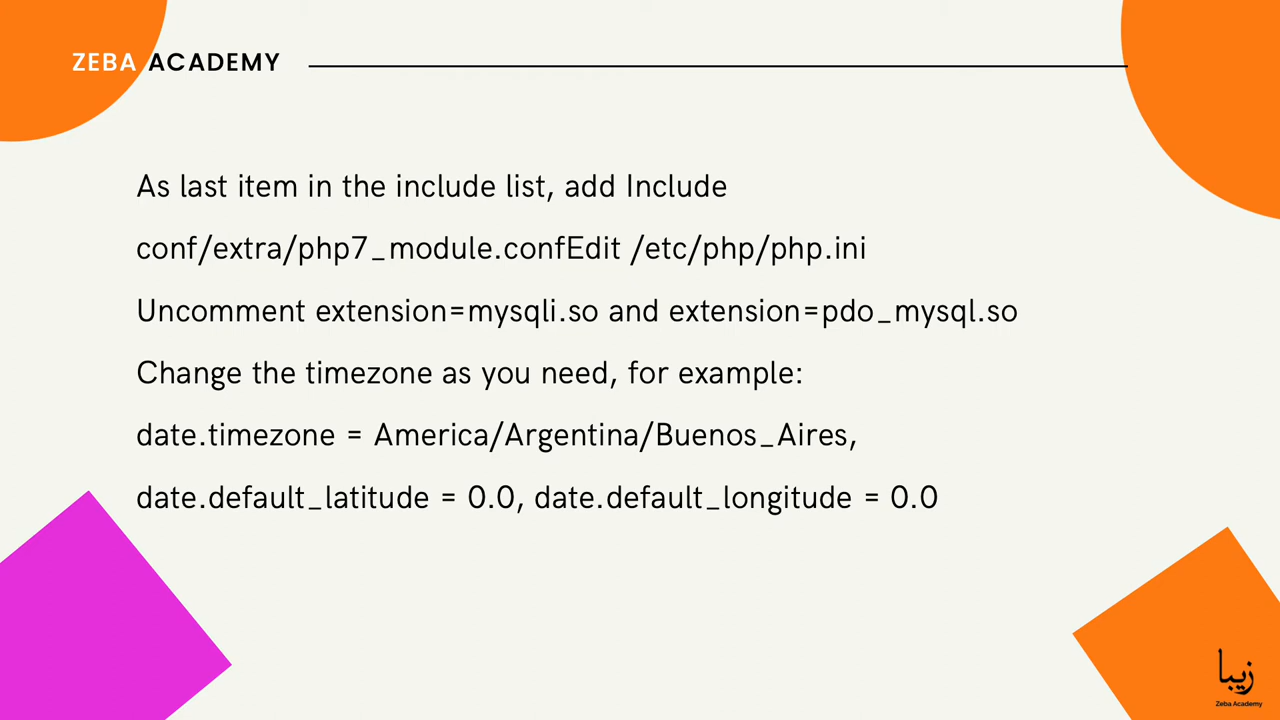 ZEBA ACADEMY
As last item in the include list, add Include
conf/extra/php7_module.confEdit /etc/php/php.ini
Uncomment extension=mysqli.so and extension=pdo_mysql.so
Change the timezone as you need, for example:
date.timezone = America/Argentina/Buenos_Aires,
date.default_latitude = 0.0, date.default_longitude = 0.0
زيبا
Zeba Academy